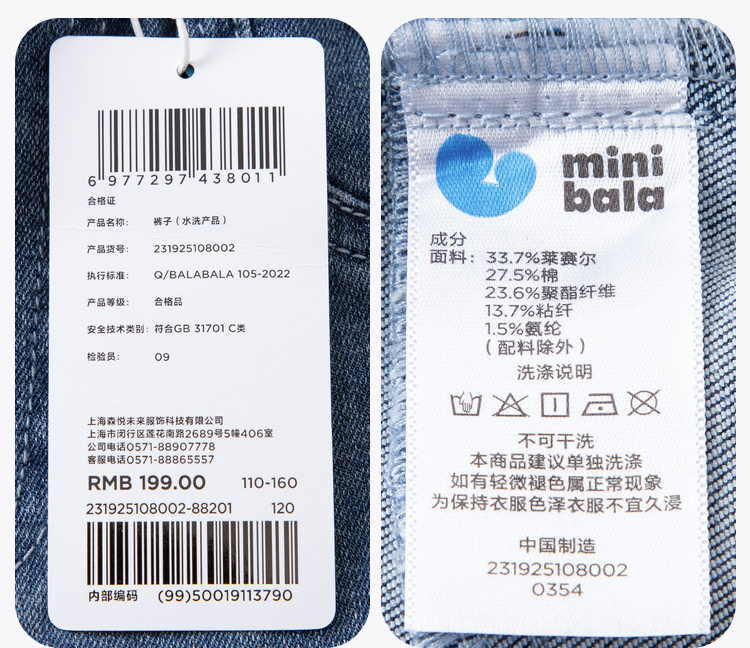 6 977297 438011
合格证
产品名称: 裤子（水洗产品）
产品货号: 231925108002
执行标准: Q/BALABALA 105-2022
产品等级: 合格品
安全技术类别: 符合GB 31701 C类
检验员: 09
上海森悦未来服饰科技有限公司
上海市闵行区莲花南路2689号5幢406室
公司电话0571-88907778
客服电话0571-88865557
RMB 199.00 110-160
231925108002-88201 120
内部编码 (99)50019113790
mini
bala
成分
面料: 33.7%莱赛尔
27.5%棉
23.6%聚酯纤维
13.7%粘纤
1.5%氨纶
(配料除外)
洗涤说明
不可干洗
本商品建议单独洗涤
如有轻微褪色属正常现象
为保持衣服色泽衣服不宜久浸
中国制造
231925108002
0354